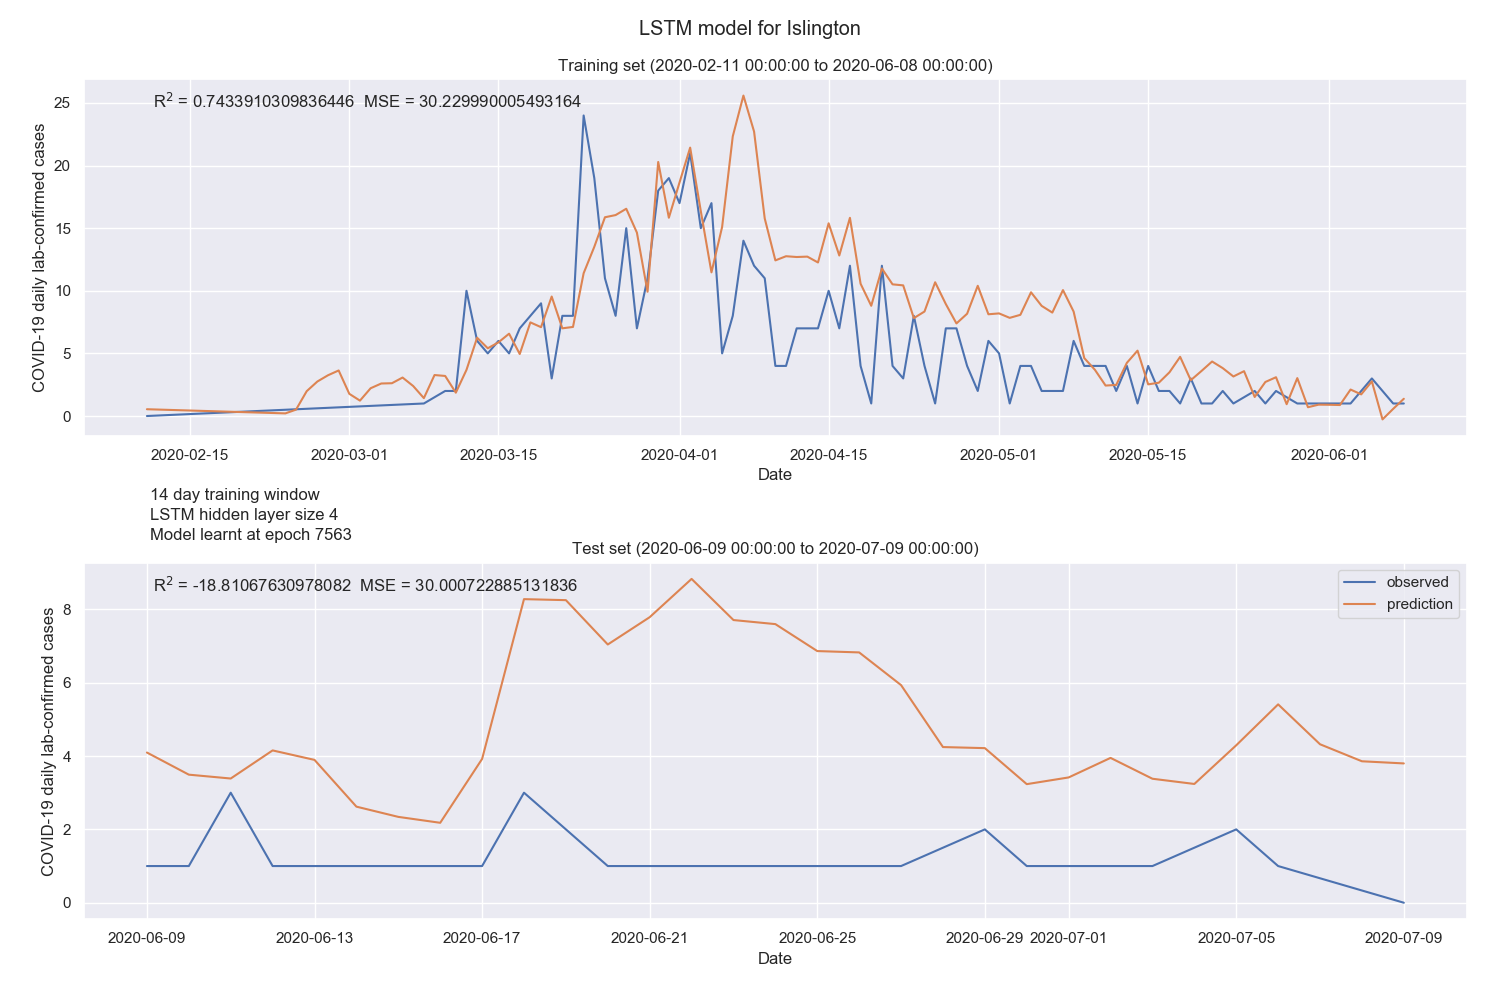 LSTM model for Islington
Training set (2020-02-11 00:00:00 to 2020-06-08 00:00:00)
R² = 0.7433910309836446 MSE = 30.229990005493164
COVID-19 daily lab-confirmed cases
25
20
15
10
5
0
2020-02-15 2020-03-01 2020-03-15 2020-04-01 2020-04-15 2020-05-01 2020-05-15 2020-06-01
Date
14 day training window
LSTM hidden layer size 4
Model learnt at epoch 7563
Test set (2020-06-09 00:00:00 to 2020-07-09 00:00:00)
R² = -18.81067630978082 MSE = 30.000722885131836
observed
prediction
COVID-19 daily lab-confirmed cases
8
6
4
2
0
2020-06-09 2020-06-13 2020-06-17 2020-06-21 2020-06-25 2020-06-29 2020-07-01 2020-07-05 2020-07-09
Date